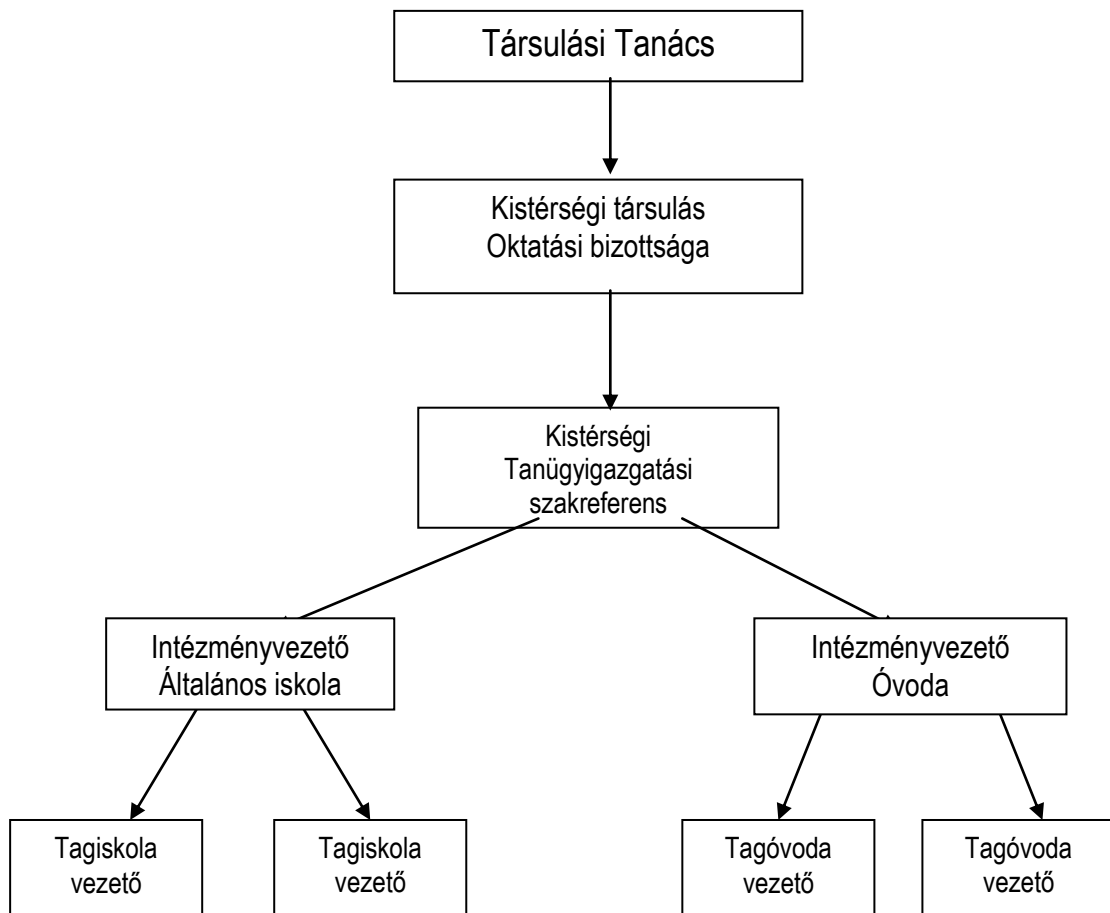 Társulási Tanács
Kistérségi társulás
Oktatási bizottsága
Kistérségi
Tanügyigazgatási
szakreferens
Intézményvezető
Általános iskola
Intézményvezető
Óvoda
Tagiskola
vezető
Tagiskola
vezető
Tagóvoda
vezető
Tagóvoda
vezető